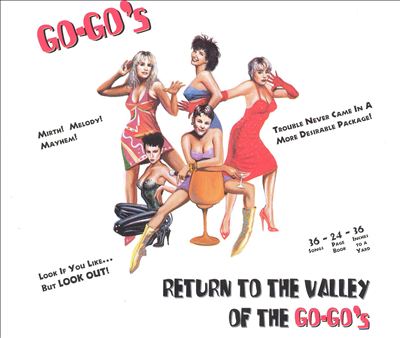 GO-GO's
MIRTH! MELODY!
MAYHEM!
TROUBLE NEVER CAME IN A
MORE DESIRABLE PACKAGE!
LOOK IF YOU LIKE...
BUT LOOK OUT!
36 - 24 - 36
SONGS PAGE BOOK INCHES TO A YARD
RETURN TO THE VALLEY
OF THE GO-GO's